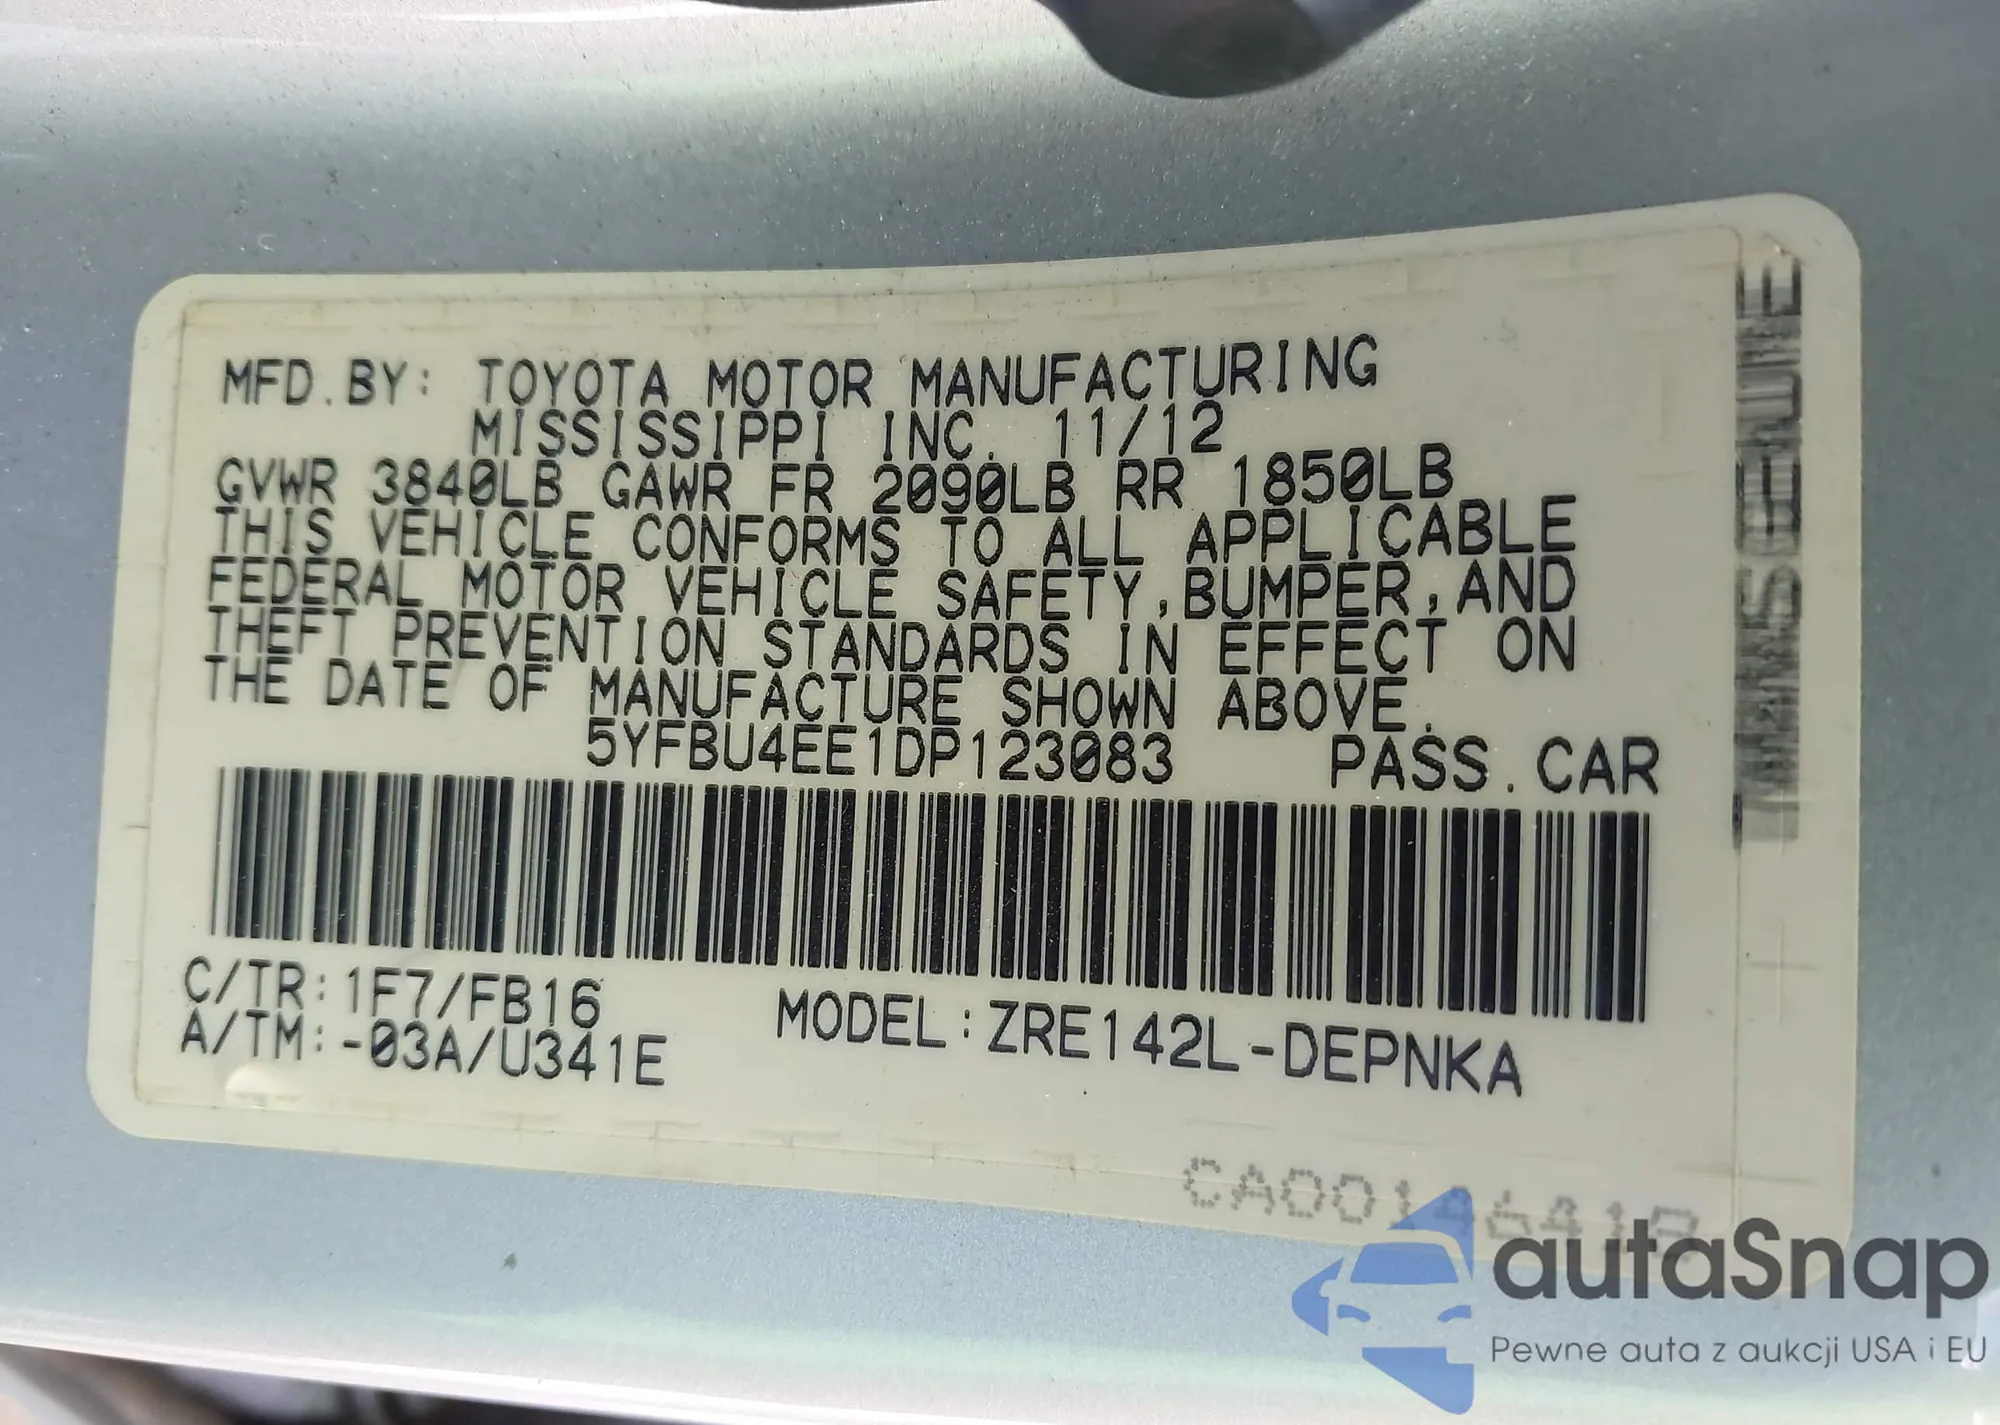 MFD.BY: TOYOTA MOTOR MANUFACTURING
MISSISSIPPI INC. 11/12
GVWR 3840LB GAWR FR 2090LB RR 1850LB
THIS VEHICLE CONFORMS TO ALL APPLICABLE
FEDERAL MOTOR VEHICLE SAFETY,BUMPER,AND
THEFT PREVENTION STANDARDS IN EFFECT ON
THE DATE OF MANUFACTURE SHOWN ABOVE.
5YFBU4EE1DP123083 PASS.CAR
C/TR:1F7/FB16
A/TM:-03A/U341E
MODEL:ZRE142L-DEPNKA
autaSnap
Pewne auta z aukcji USA i EU